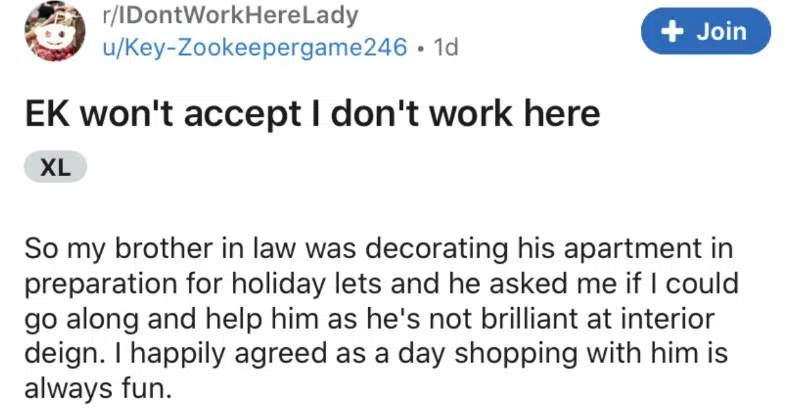 r/IDontWorkHereLady
u/Key-Zookeepergame246 • 1d
+ Join
EK won't accept I don't work here
XL
So my brother in law was decorating his apartment in
preparation for holiday lets and he asked me if I could
go along and help him as he's not brilliant at interior
deign. I happily agreed as a day shopping with him is
always fun.